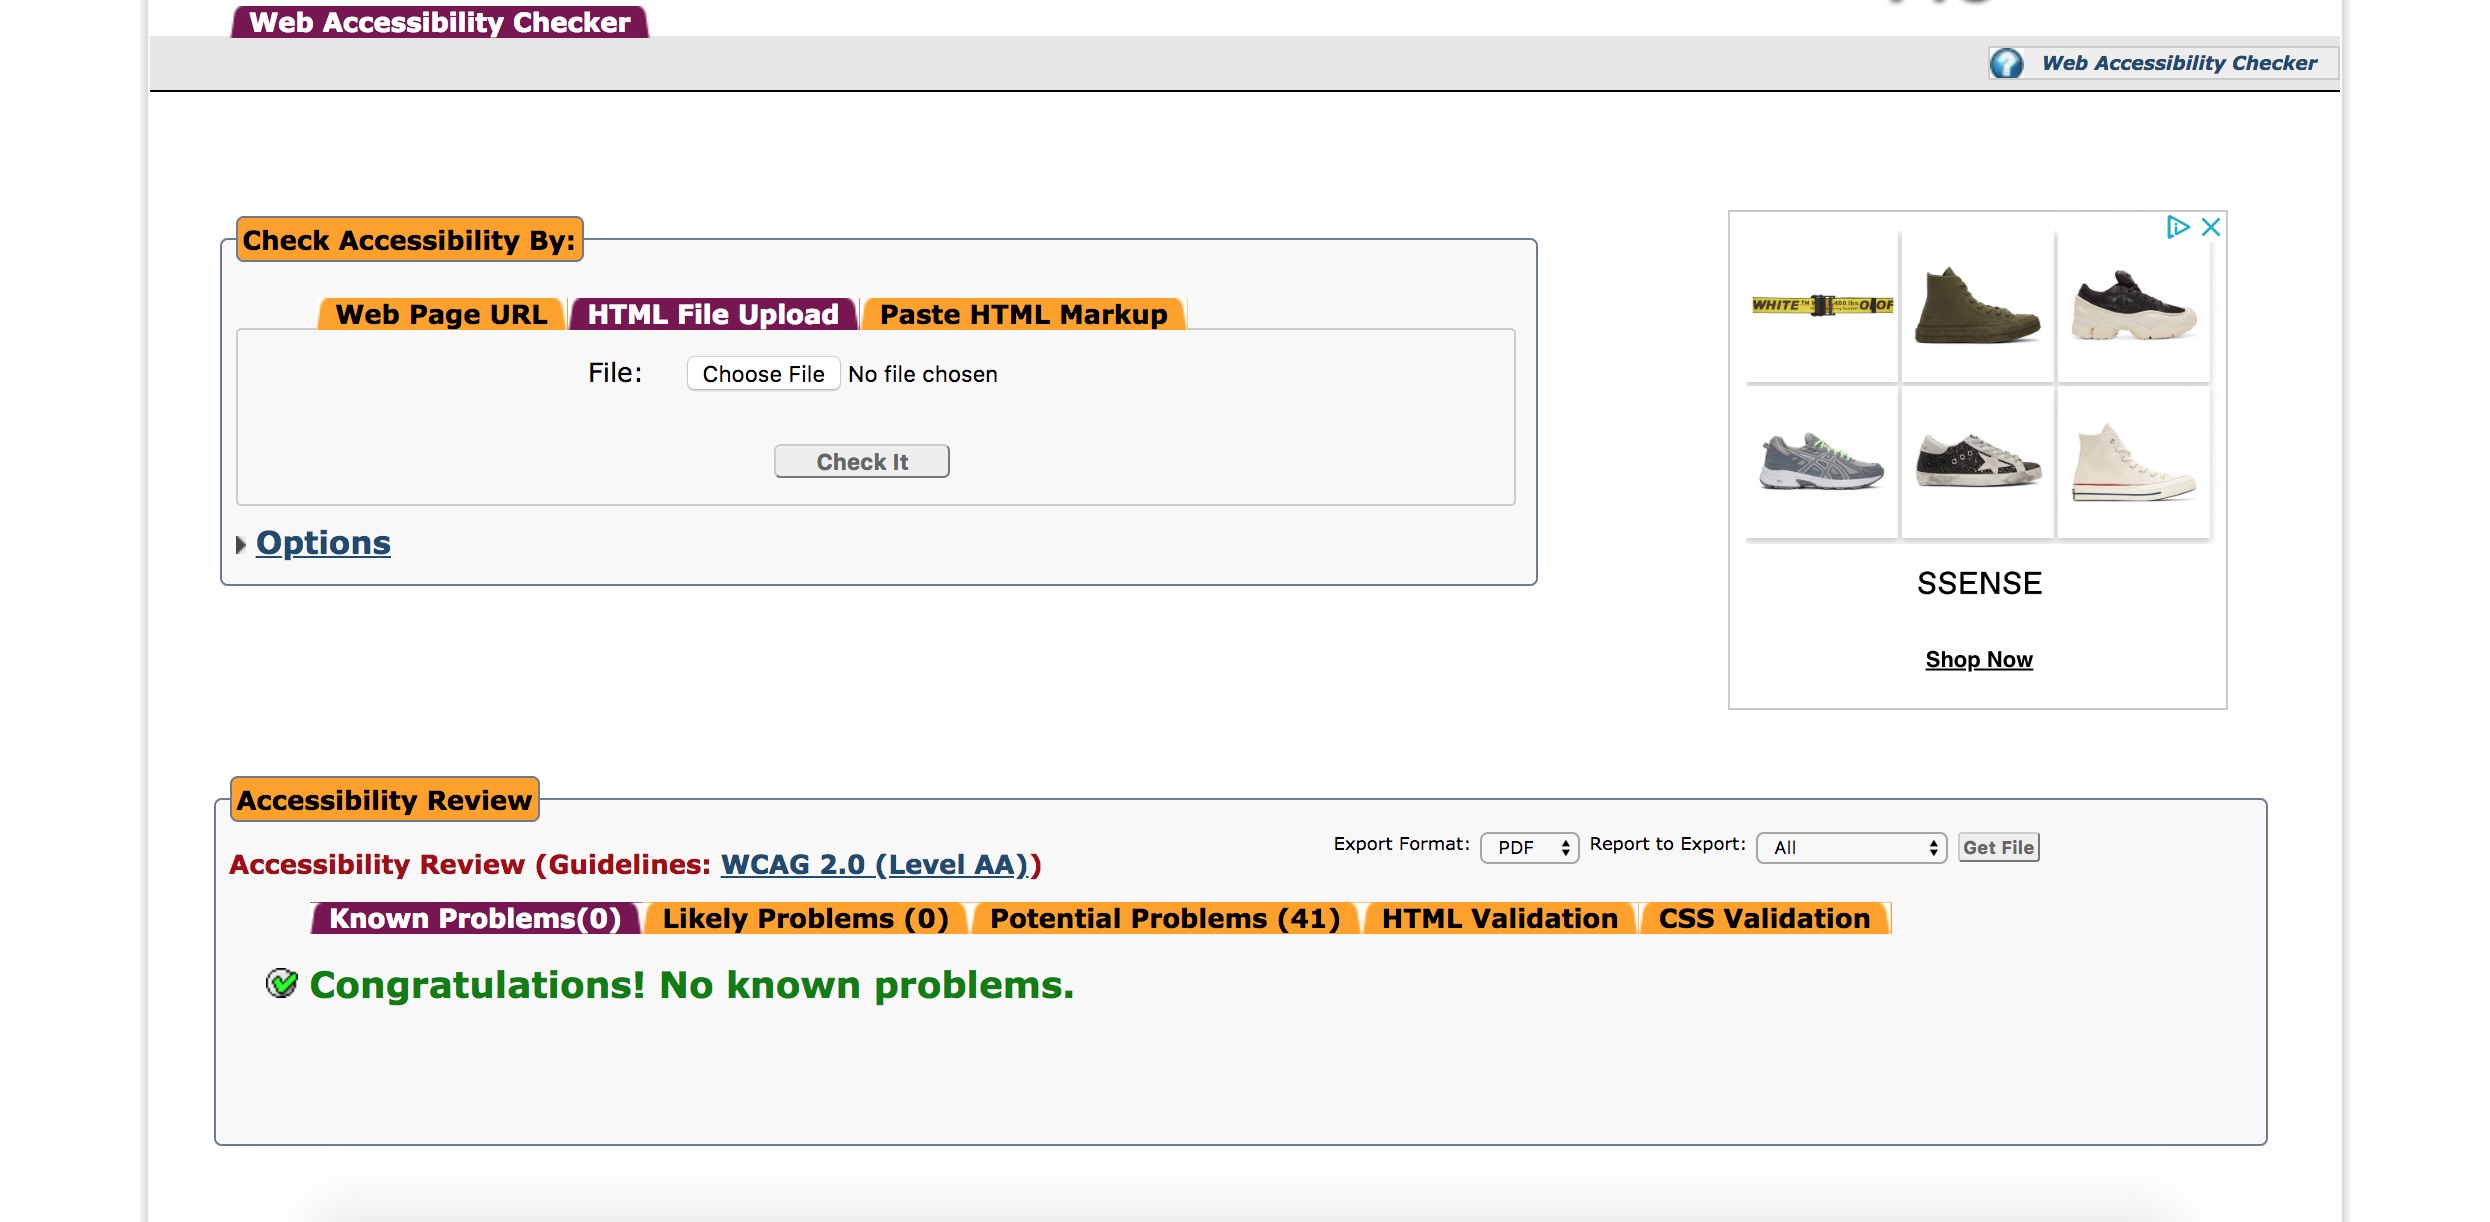 Web Accessibility Checker
Web Accessibility Checker
Check Accessibility By:
Web Page URL
HTML File Upload
Paste HTML Markup
File:
Choose File
No file chosen
Check It
Options
WHITE
SSENSE
Shop Now
Accessibility Review
Export Format:
PDF
Report to Export:
All
Get File
Accessibility Review (Guidelines: WCAG 2.0 (Level AA))
Known Problems(0)
Likely Problems (0)
Potential Problems (41)
HTML Validation
CSS Validation
Congratulations! No known problems.